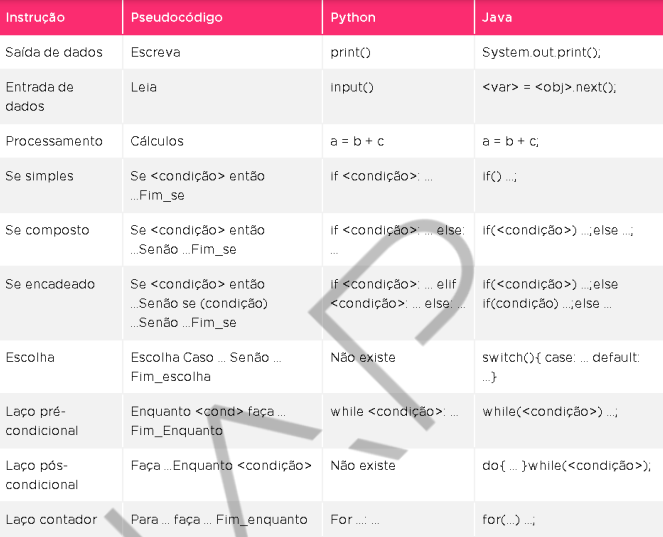 Instrução Pseudocódigo Python Java
Saída de dados Escreva print() System.out.print();
Entrada de Leia input() <var> = <obj>.next();
dados
Processamento Cálculos a = b + c a = b + c;
Se simples Se <condição> então if <condição>: ... if() ...;
...Fim_se
Se composto Se <condição> então if <condição>: ... else: if(<condição>) ...;else ...;
...Senão ...Fim_se ...
Se encadeado Se <condição> então if <condição>: ... elif if(<condição>) ...;else
...Senão se (condição) <condição>: ... else: ... if(condição) ...;else ...
...Senão ...Fim_se
Escolha Escolha Caso ... Senão ... Não existe switch(){ case: ... default:
Fim_escolha ...}
Laço pré- Enquanto <cond> faça ... while <condição>: ... while(<condição>) ...;
condicional Fim_Enquanto
Laço pós- Faça ...Enquanto <condição> Não existe do{ ... }while(<condição>);
condicional
Laço contador Para ... faça ... Fim_enquanto For ...: ... for(...) ...;